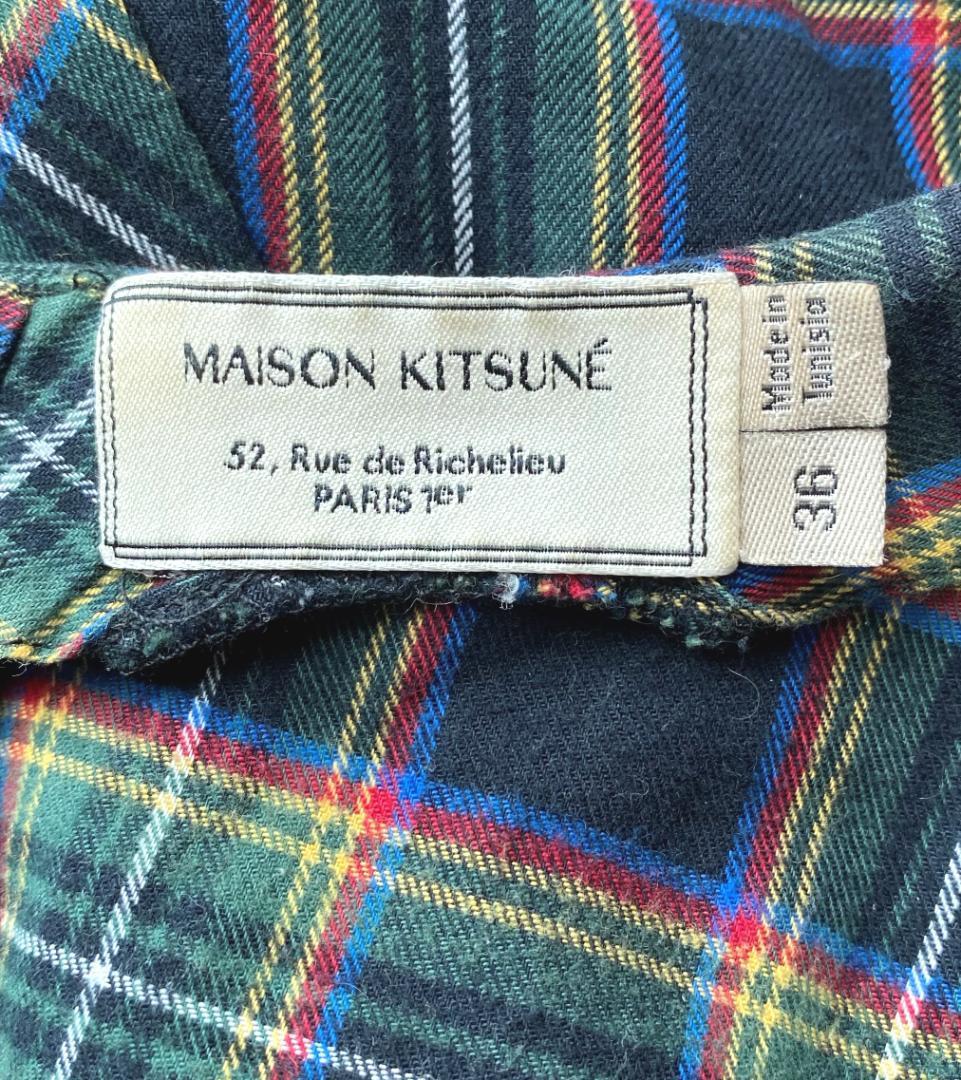 MAISON KITSUNÉ
52, Rue de Richelieu
PARIS 1er
Made in
Tunisia
36